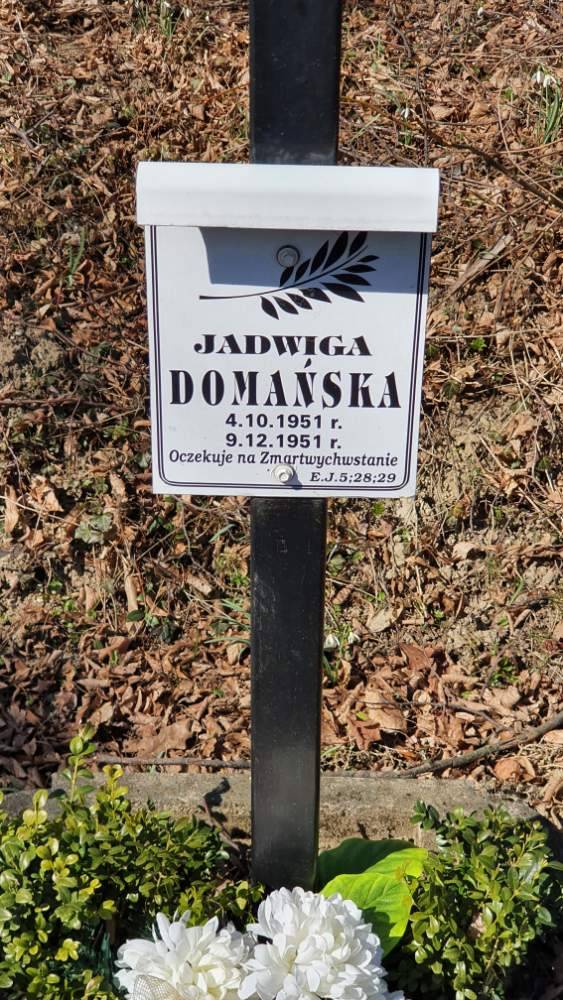 JADWIGA
DOMAŃSKA
4.10.1951 r.
9.12.1951 r.
Oczekuje na Zmartwychwstanie
E.J.5;28;29